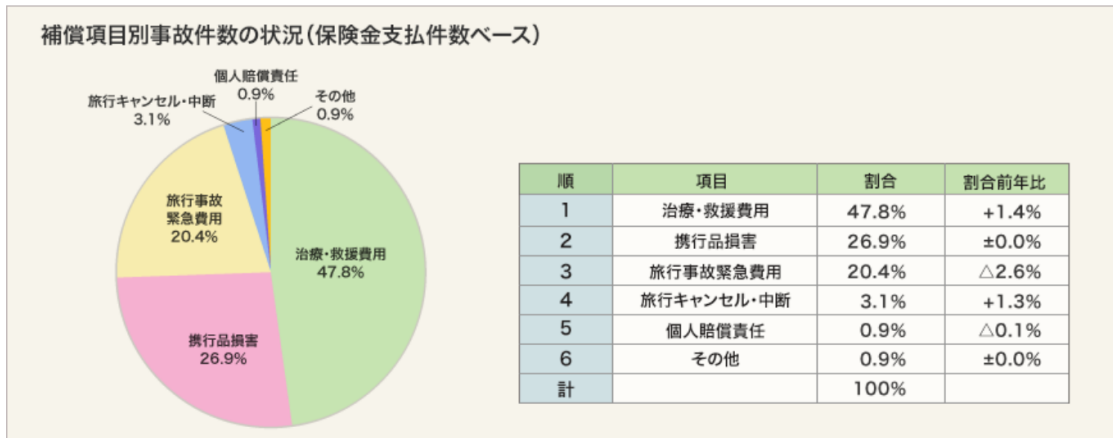 補償項目別事故件数の状況(保険金支払件数ベース)
個人賠償責任
0.9%
その他
0.9%
旅行キャンセル・中断
3.1%
旅行事故
緊急費用
20.4%
治療・救援費用
47.8%
携行品損害
26.9%
順 項目 割合 割合前年比
1 治療・救援費用 47.8% +1.4%
2 携行品損害 26.9% ±0.0%
3 旅行事故緊急費用 20.4% △2.6%
4 旅行キャンセル・中断 3.1% +1.3%
5 個人賠償責任 0.9% △0.1%
6 その他 0.9% ±0.0%
計 100%